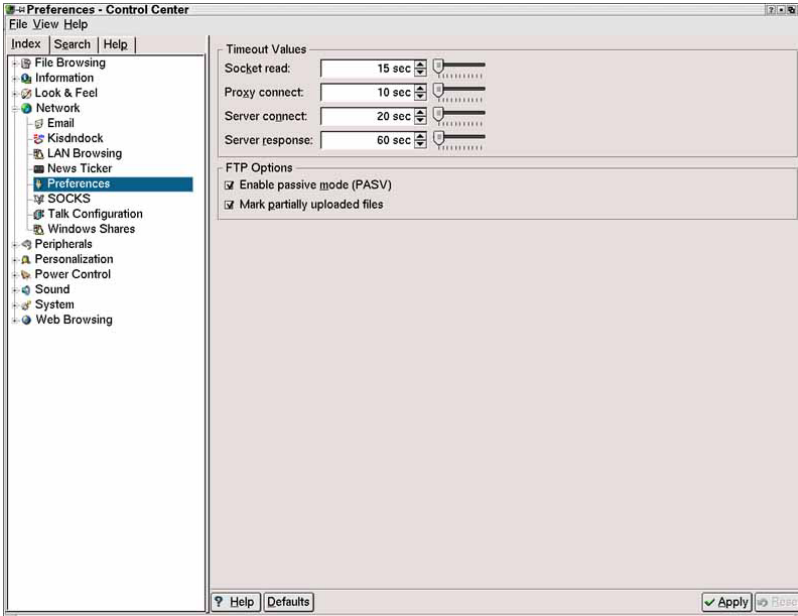 Preferences - Control Center
File View Help
Index Search Help
File Browsing
Information
Look & Feel
Network
Email
Kisdndock
LAN Browsing
News Ticker
Preferences
SOCKS
Talk Configuration
Windows Shares
Peripherals
Personalization
Power Control
Sound
System
Web Browsing
Timeout Values
Socket read: 15 sec
Proxy connect: 10 sec
Server connect: 20 sec
Server response: 60 sec
FTP Options
Enable passive mode (PASV)
Mark partially uploaded files
? Help Defaults
Apply Reset